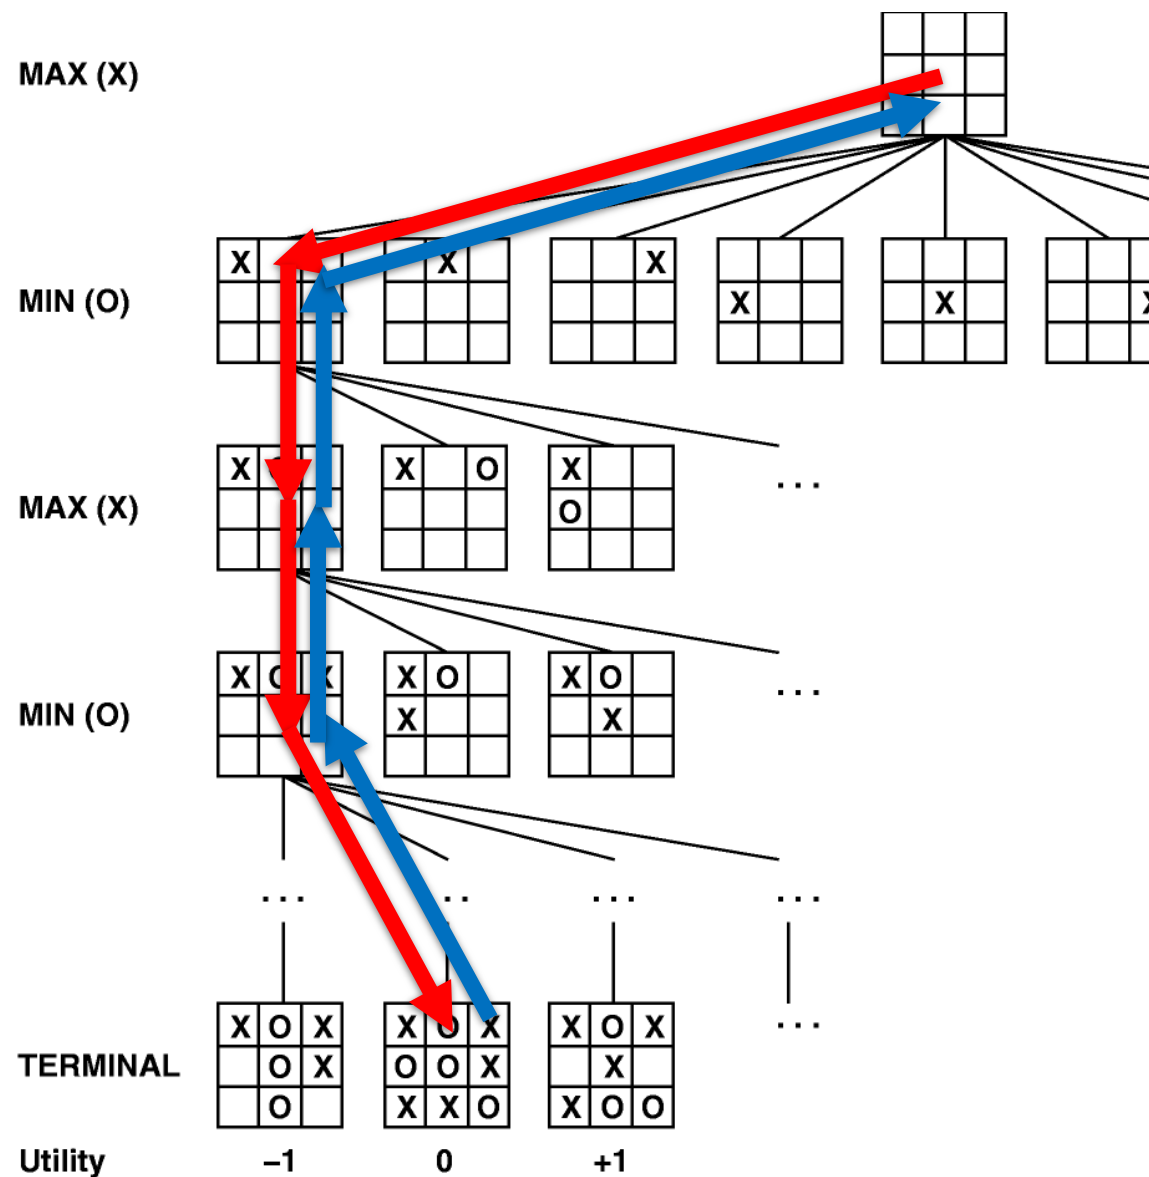 MAX (X)
MIN (O)
X X X X X
MAX (X)
X X O X
O
MIN (O)
X X O X O
X X
TERMINAL
X O X X O X X O X
O X O O X X
O X X O X O O
Utility −1 0 +1